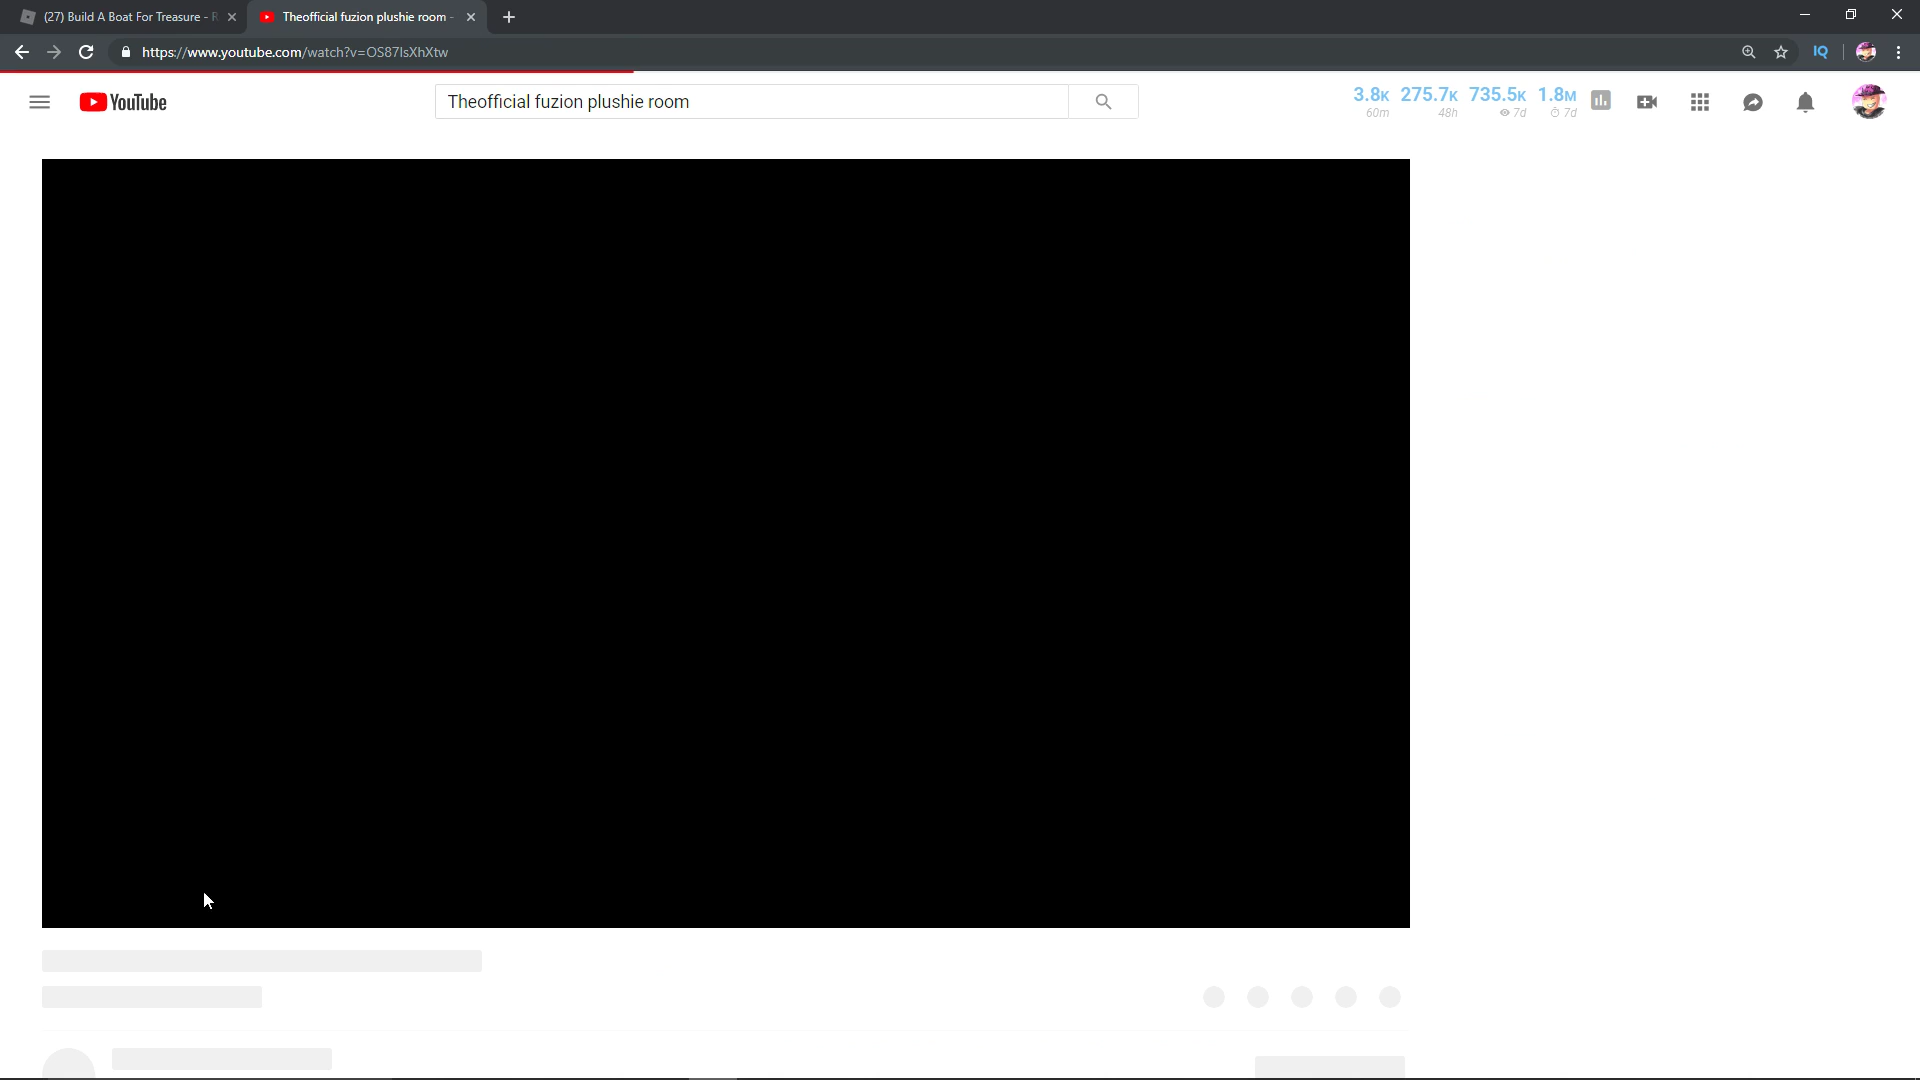 (27) Build A Boat For Treasure - R
Theofficial fuzion plushie room -
https://www.youtube.com/watch?v=OS87IsXhXtw
IQ
YouTube
Theofficial fuzion plushie room
3.8K 275.7K 735.5K 1.8M
60m 48h 7d 7d